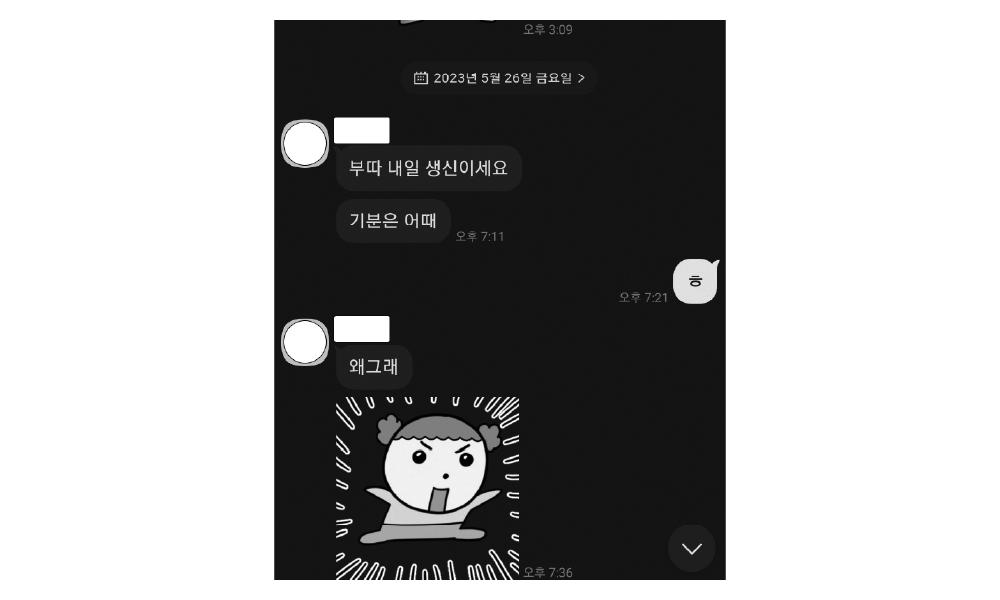 오후 3:09
2023년 5월 26일 금요일 >
부따 내일 생신이세요
기분은 어때
오후 7:11
ㅎ
오후 7:21
왜그래
오후 7:36